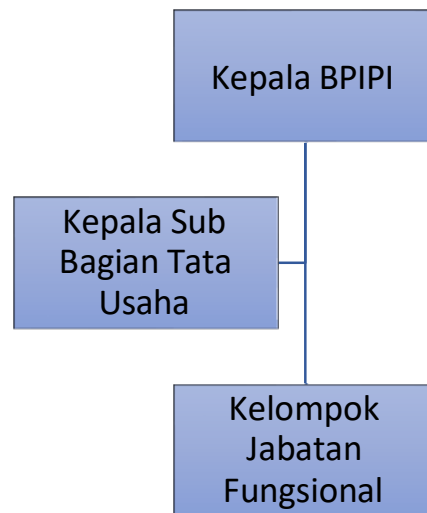 Kepala BPIPI
Kepala Sub
Bagian Tata
Usaha
Kelompok
Jabatan
Fungsional